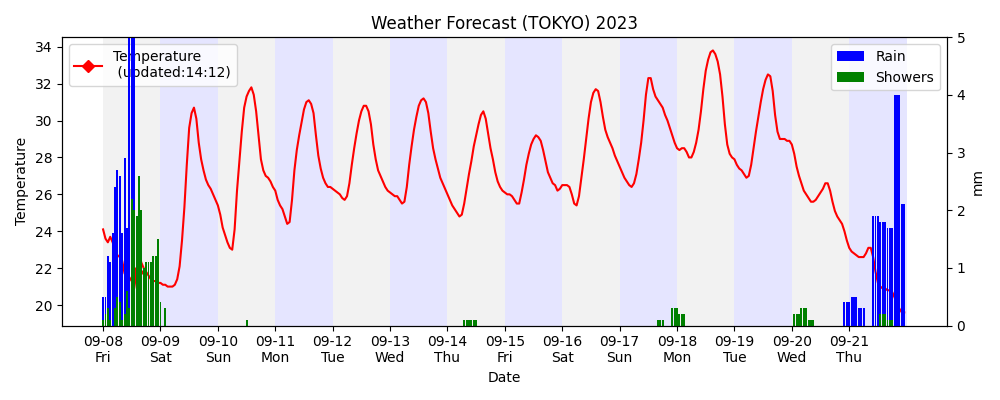 Weather Forecast (TOKYO) 2023
Temperature
(updated:14:12)
Rain
Showers
34
32
30
28
26
24
22
20
Temperature
5
4
3
2
1
0
mm
09-08 09-09 09-10 09-11 09-12 09-13 09-14 09-15 09-16 09-17 09-18 09-19 09-20 09-21
Fri Sat Sun Mon Tue Wed Thu Fri Sat Sun Mon Tue Wed Thu
Date